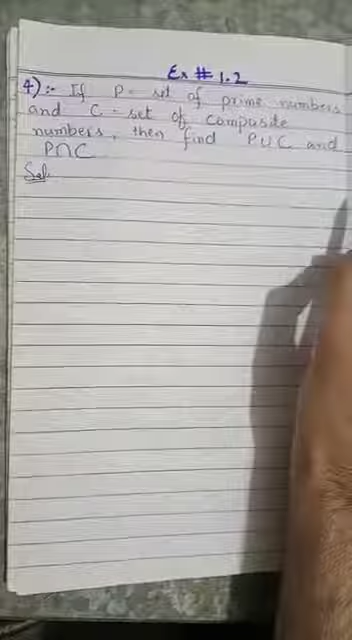 Ex # 1.2
4):- If P = set of prime numbers
and C = set of composite
numbers, then find P∪C and
P∩C
Sol.